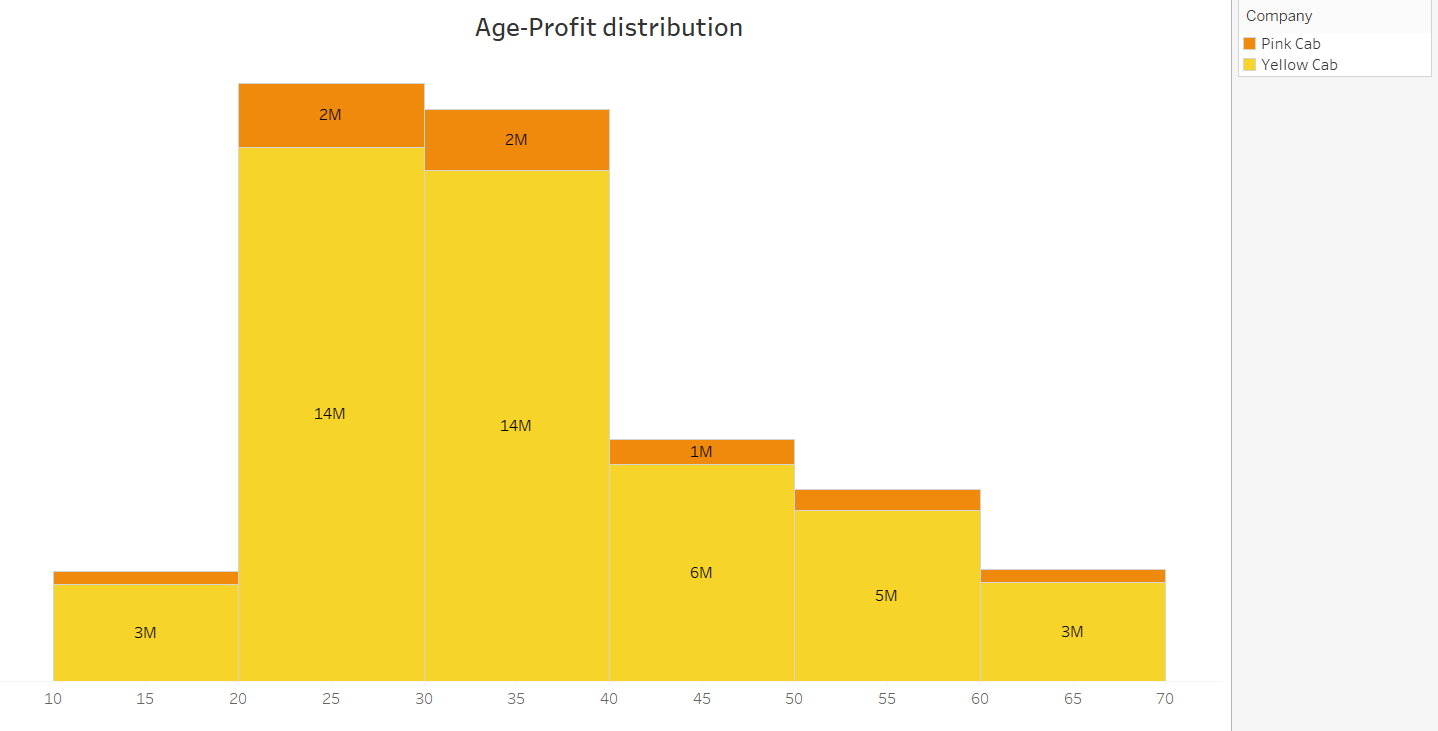 Age-Profit distribution
Company
Pink Cab
Yellow Cab
2M
2M
14M
14M
1M
6M
5M
3M
3M
10 15 20 25 30 35 40 45 50 55 60 65 70